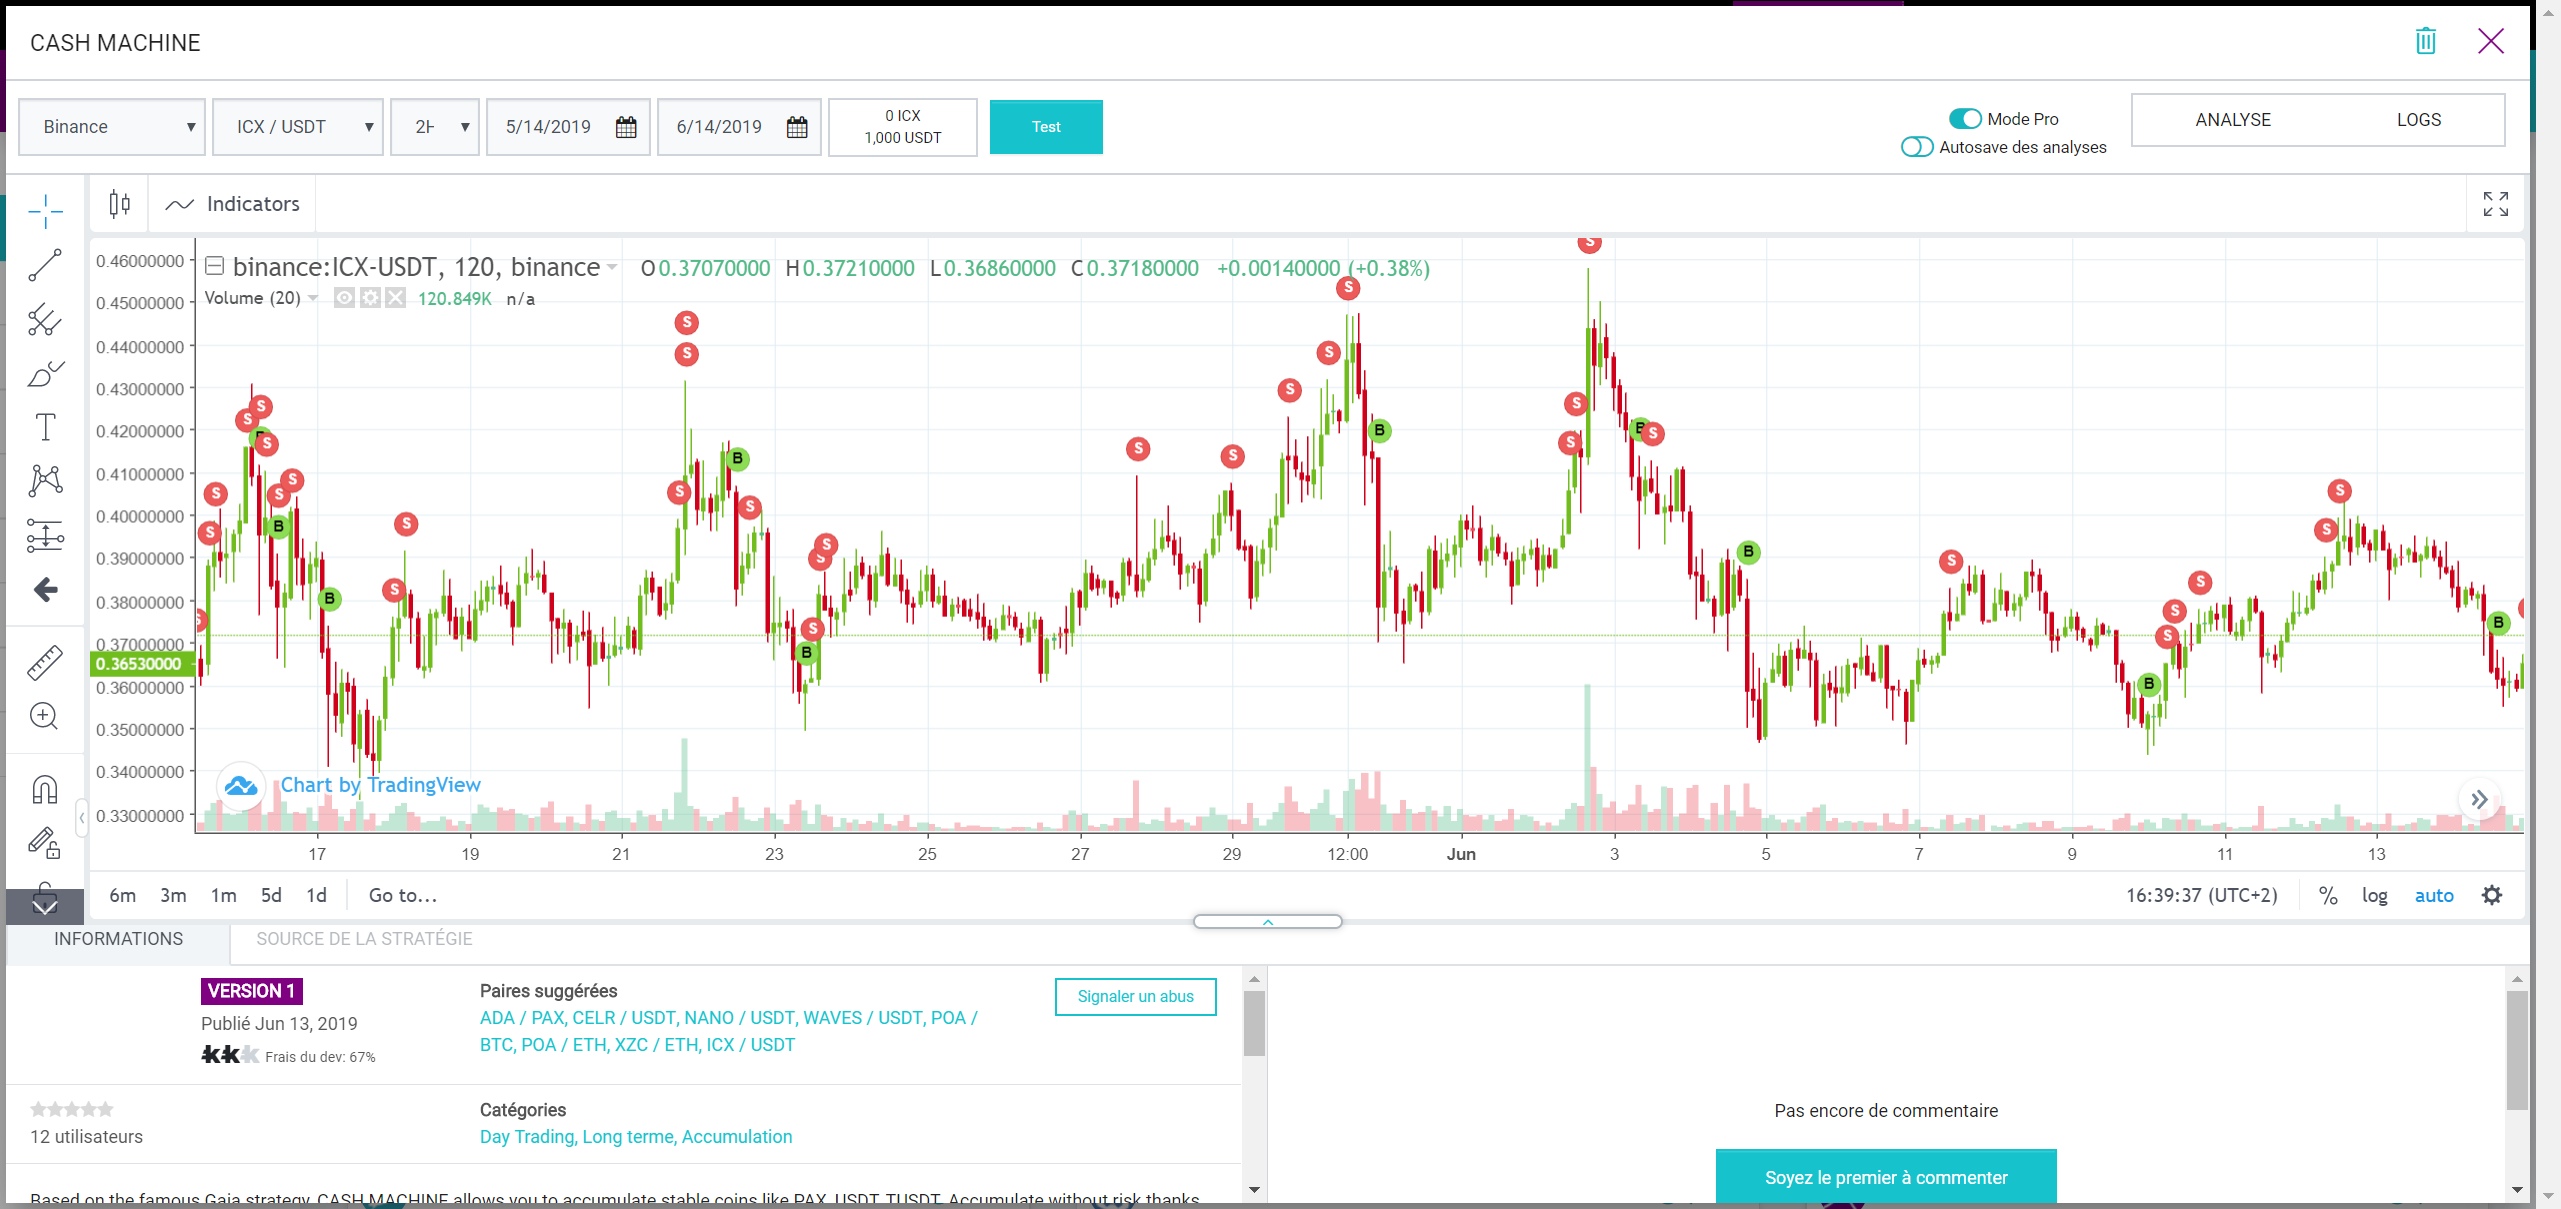 CASH MACHINE
Binance ▼ ICX / USDT ▼ 2H ▼ 5/14/2019 6/14/2019 0 ICX
1,000 USDT
Test
Mode Pro
Autosave des analyses
ANALYSE LOGS
Indicators
binance:ICX-USDT, 120, binance O0.37070000 H0.37210000 L0.36860000 C0.37180000 +0.00140000 (+0.38%)
Volume (20) 120.849K n/a
0.46000000
0.45000000
0.44000000
0.43000000
0.42000000
0.41000000
0.40000000
0.39000000
0.38000000
0.37000000
0.36530000
0.36000000
0.35000000
0.34000000
0.33000000
Chart by TradingView
17 19 21 23 25 27 29 12:00 Jun 3 5 7 9 11 13
6m 3m 1m 5d 1d Go to... 16:39:37 (UTC+2) % log auto
INFORMATIONS SOURCE DE LA STRATÉGIE
VERSION 1
Publié Jun 13, 2019
Frais du dev: 67%
Paires suggérées
ADA / PAX, CELR / USDT, NANO / USDT, WAVES / USDT, POA /
BTC, POA / ETH, XZC / ETH, ICX / USDT
Signaler un abus
12 utilisateurs
Catégories
Day Trading, Long terme, Accumulation
Based on the famous Gaia strategy, CASH MACHINE allows you to accumulate stable coins like PAX, USDT, TUSDT. Accumulate without risk thanks
Pas encore de commentaire
Soyez le premier à commenter